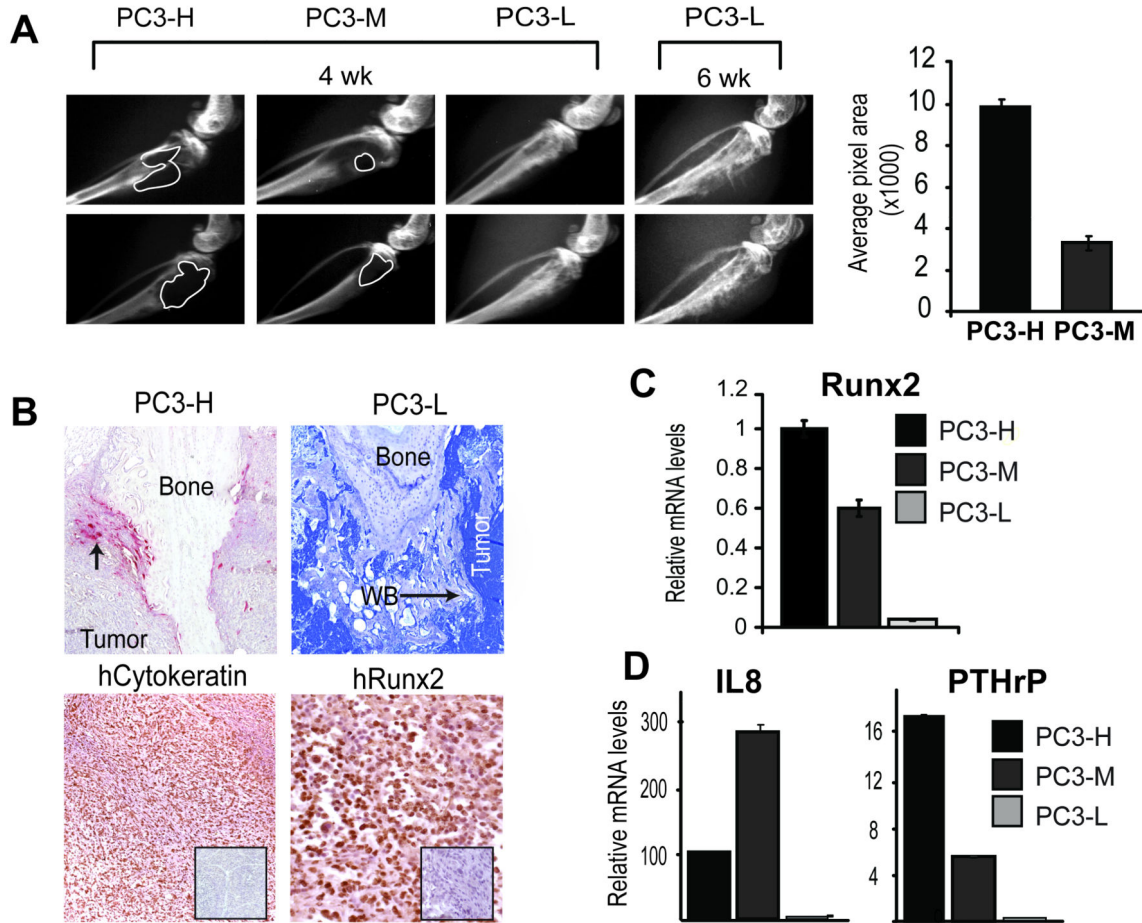 A
PC3-H PC3-M PC3-L PC3-L
4 wk 6 wk
Average pixel area
(x1000)
12
10
8
6
4
2
0
PC3-H PC3-M
B
PC3-H PC3-L
Bone
Tumor
Bone
Tumor
WB
hCytokeratin hRunx2
C
Runx2
Relative mRNA levels
1.2
1
0.8
0.6
0.4
0.2
0
PC3-H
PC3-M
PC3-L
D
IL8 PTHrP
Relative mRNA levels
300
200
100
16
12
8
4
PC3-H
PC3-M
PC3-L